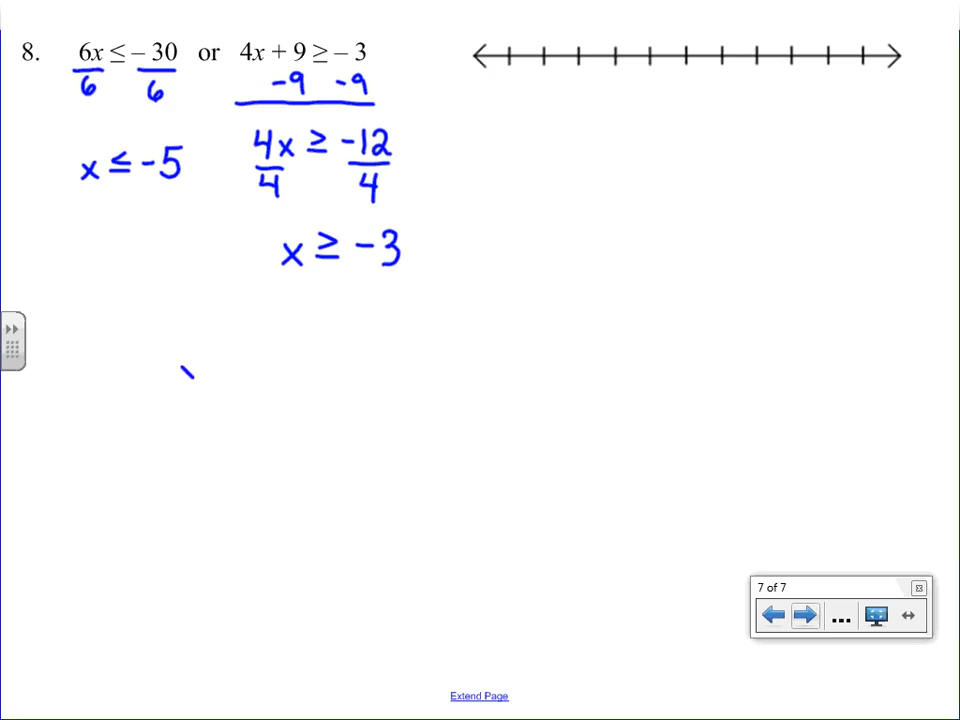 8. 6x ≤ – 30 or 4x + 9 ≥ – 3
6 6 -9 -9
x ≤ -5 4x ≥ -12
4 4
x ≥ -3
7 of 7
...
Extend Page